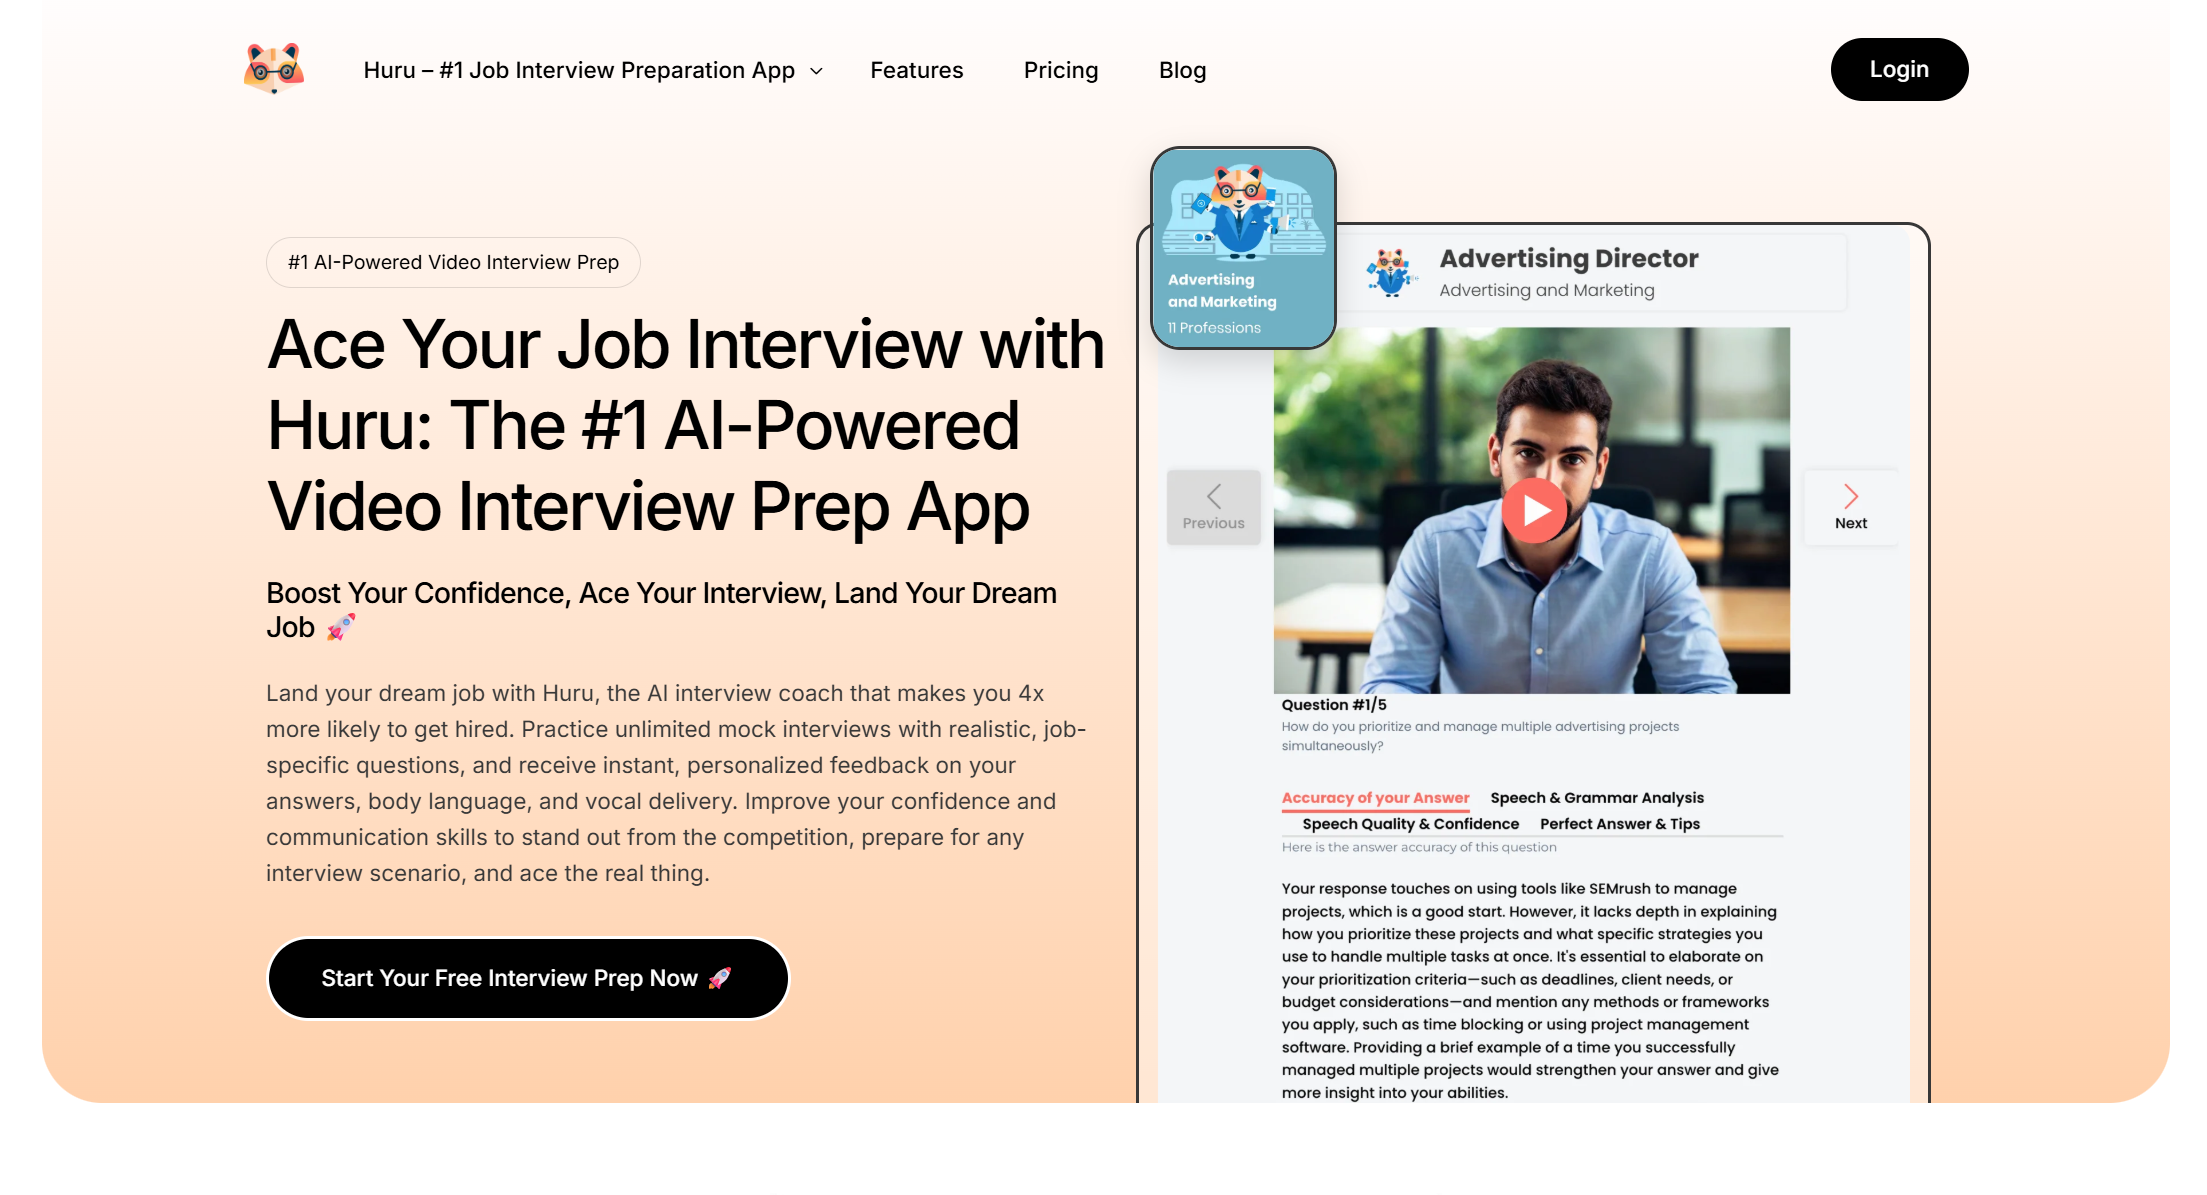 Huru – #1 Job Interview Preparation App
Features
Pricing
Blog
Login
#1 AI-Powered Video Interview Prep
Ace Your Job Interview with
Huru: The #1 AI-Powered
Video Interview Prep App
Boost Your Confidence, Ace Your Interview, Land Your Dream
Job 🚀
Land your dream job with Huru, the AI interview coach that makes you 4x
more likely to get hired. Practice unlimited mock interviews with realistic, job-
specific questions, and receive instant, personalized feedback on your
answers, body language, and vocal delivery. Improve your confidence and
communication skills to stand out from the competition, prepare for any
interview scenario, and ace the real thing.
Start Your Free Interview Prep Now 🚀
Advertising
and Marketing
11 Professions
Advertising Director
Advertising and Marketing
Previous
Next
Question #1/5
How do you prioritize and manage multiple advertising projects
simultaneously?
Accuracy of your Answer
Speech & Grammar Analysis
Speech Quality & Confidence
Perfect Answer & Tips
Here is the answer accuracy of this question
Your response touches on using tools like SEMrush to manage
projects, which is a good start. However, it lacks depth in explaining
how you prioritize these projects and what specific strategies you
use to handle multiple tasks at once. It's essential to elaborate on
your prioritization criteria—such as deadlines, client needs, or
budget considerations—and mention any methods or frameworks
you apply, such as time blocking or using project management
software. Providing a brief example of a time you successfully
managed multiple projects would strengthen your answer and give
more insight into your abilities.